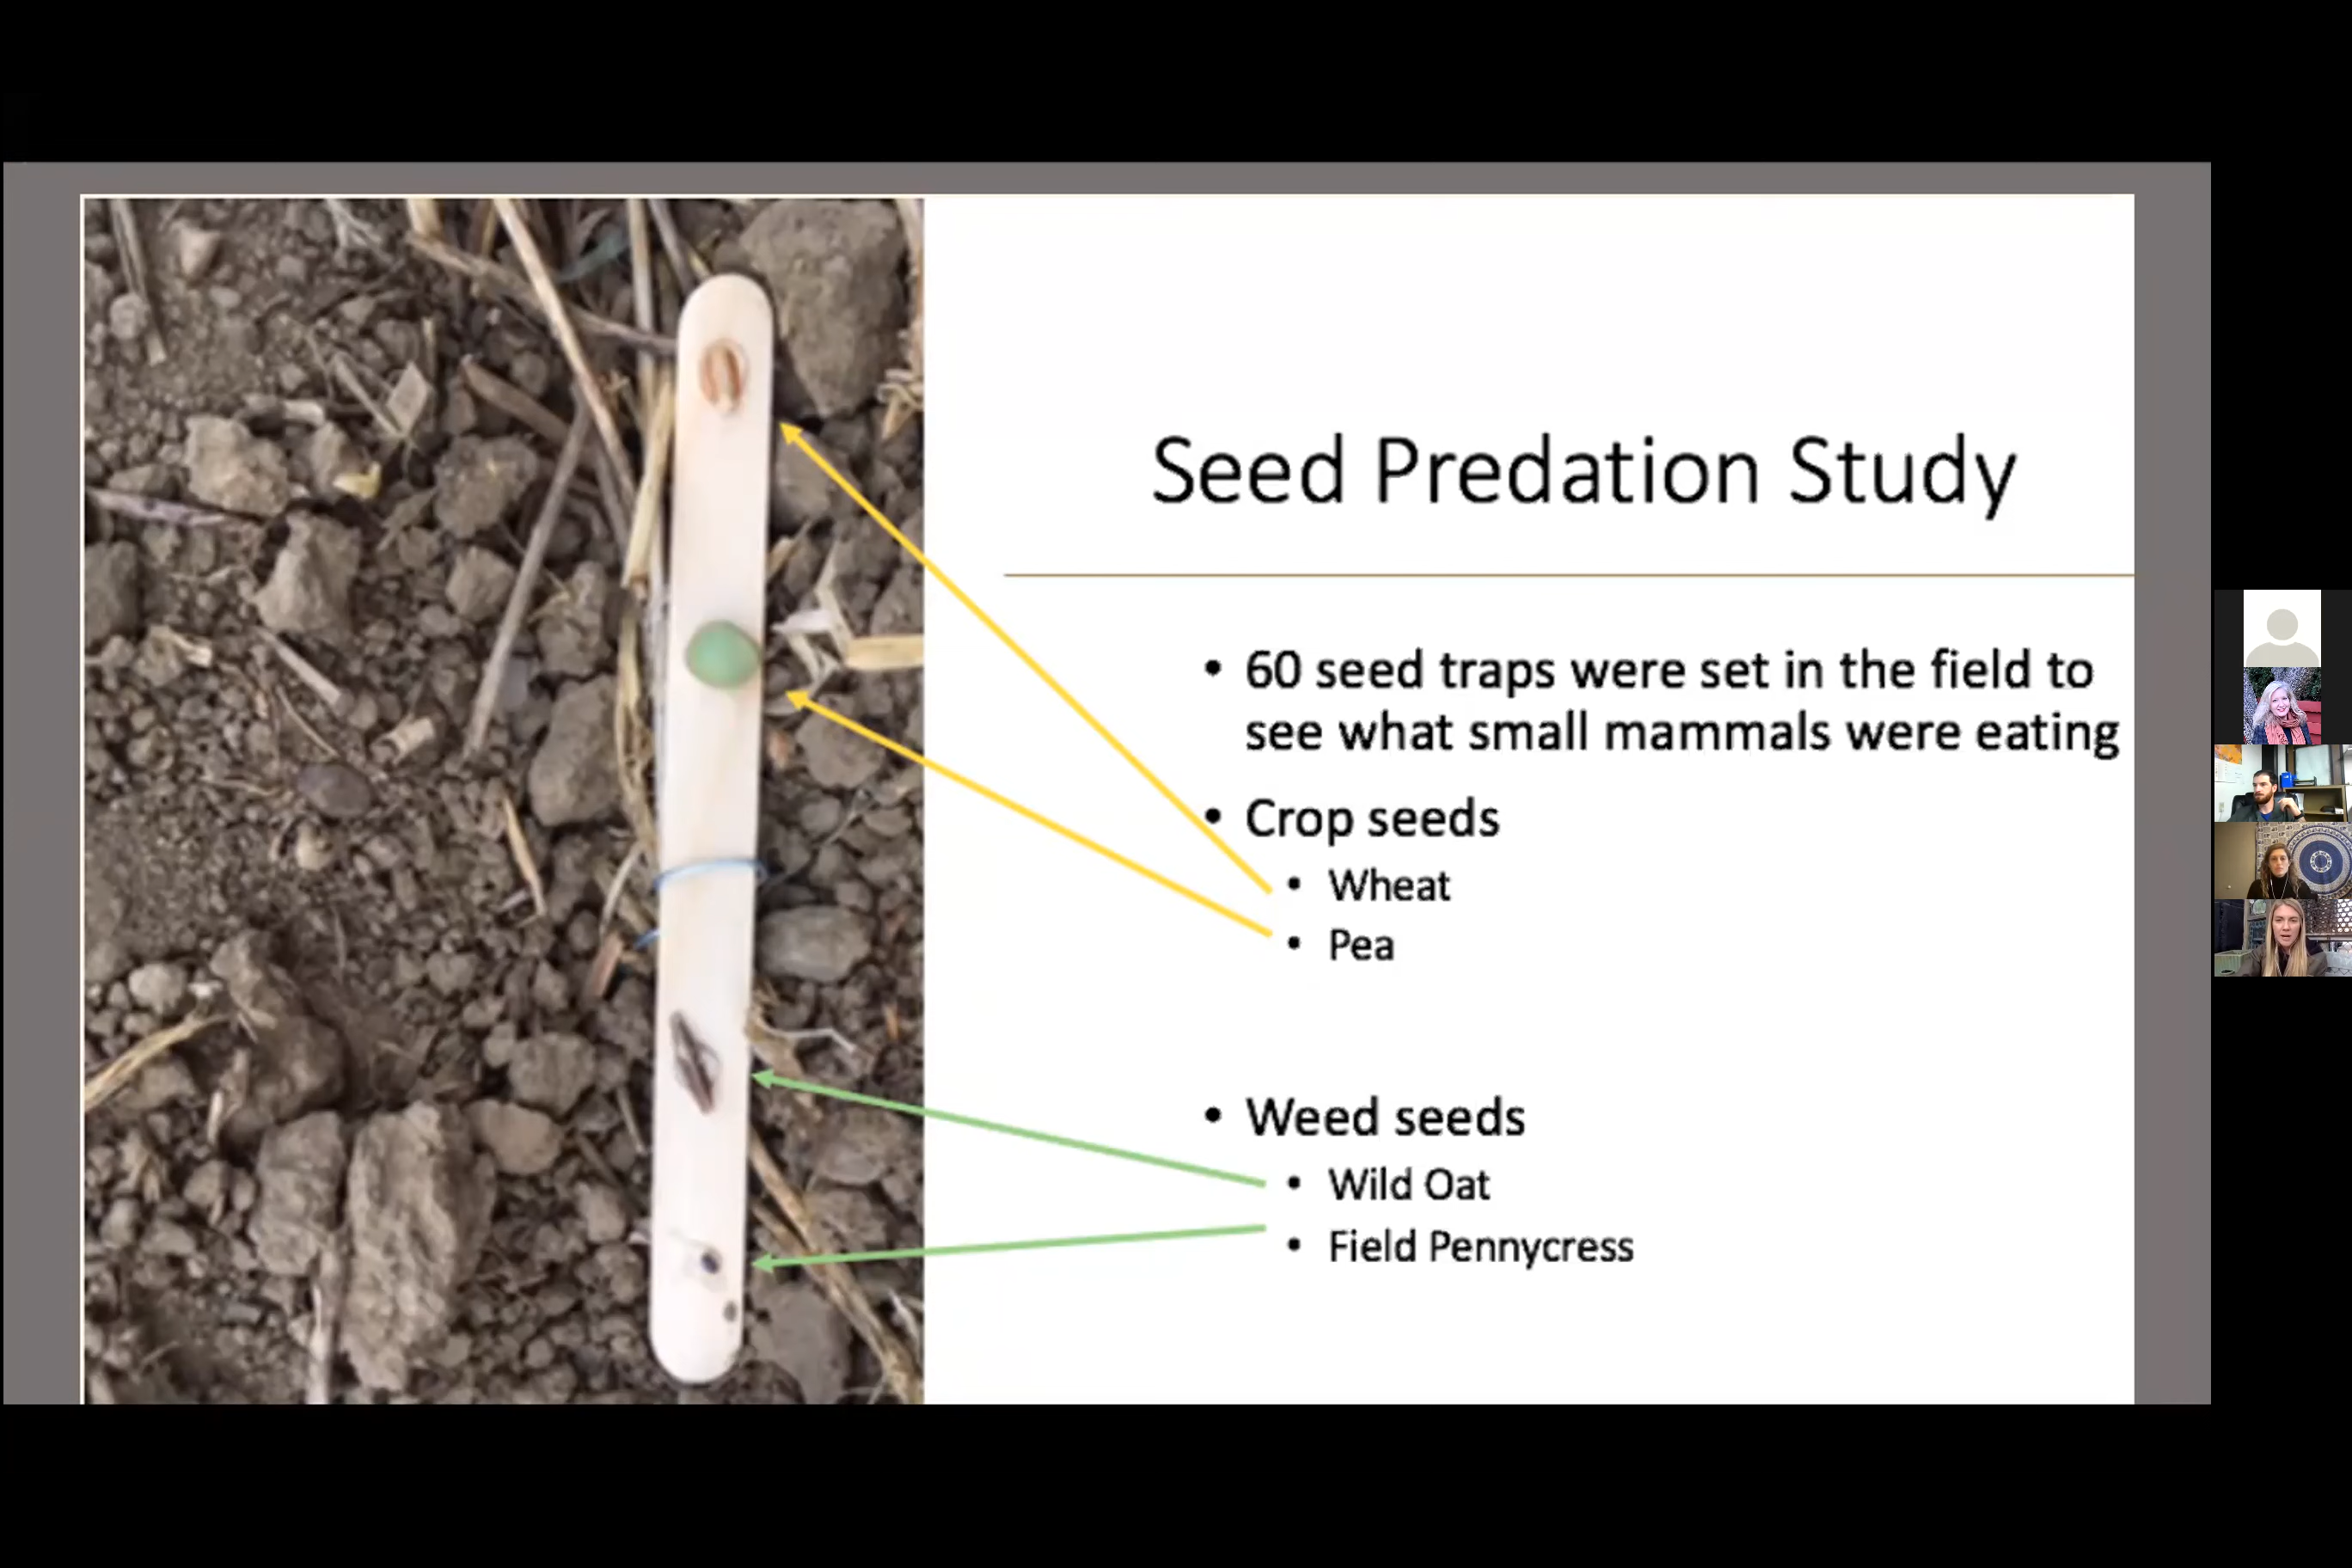 Seed Predation Study
• 60 seed traps were set in the field to
see what small mammals were eating
• Crop seeds
• Wheat
• Pea
• Weed seeds
• Wild Oat
• Field Pennycress